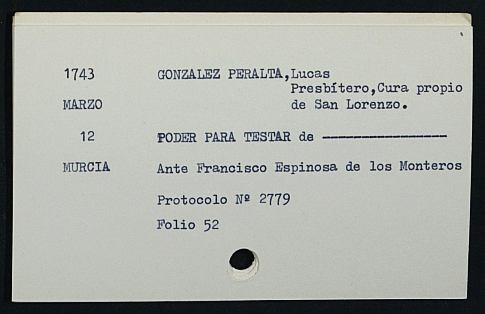 1743 GONZALEZ PERALTA,Lucas
Presbítero,Cura propio
MARZO de San Lorenzo.
12 PODER PARA TESTAR de ------------------
MURCIA Ante Francisco Espinosa de los Monteros
Protocolo Nº 2779
Folio 52